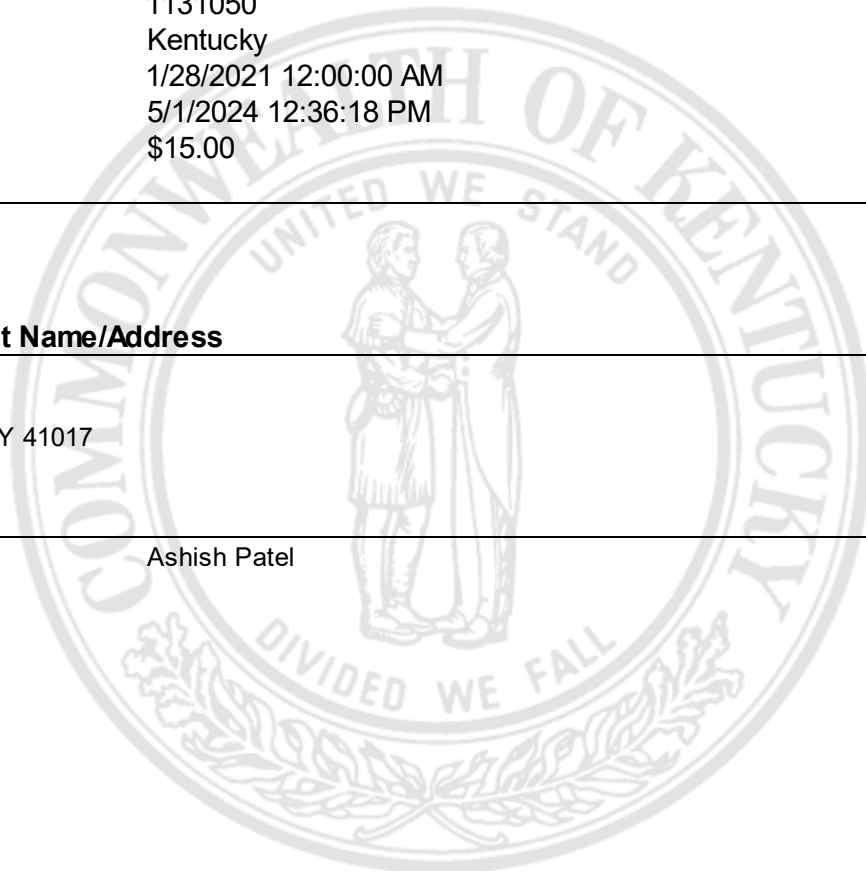 1131050
Kentucky
1/28/2021 12:00:00 AM
5/1/2024 12:36:18 PM
$15.00
t Name/Address
Y 41017
Ashish Patel
COMMONWEALTH OF KENTUCKY
UNITED WE STAND
DIVIDED WE FALL